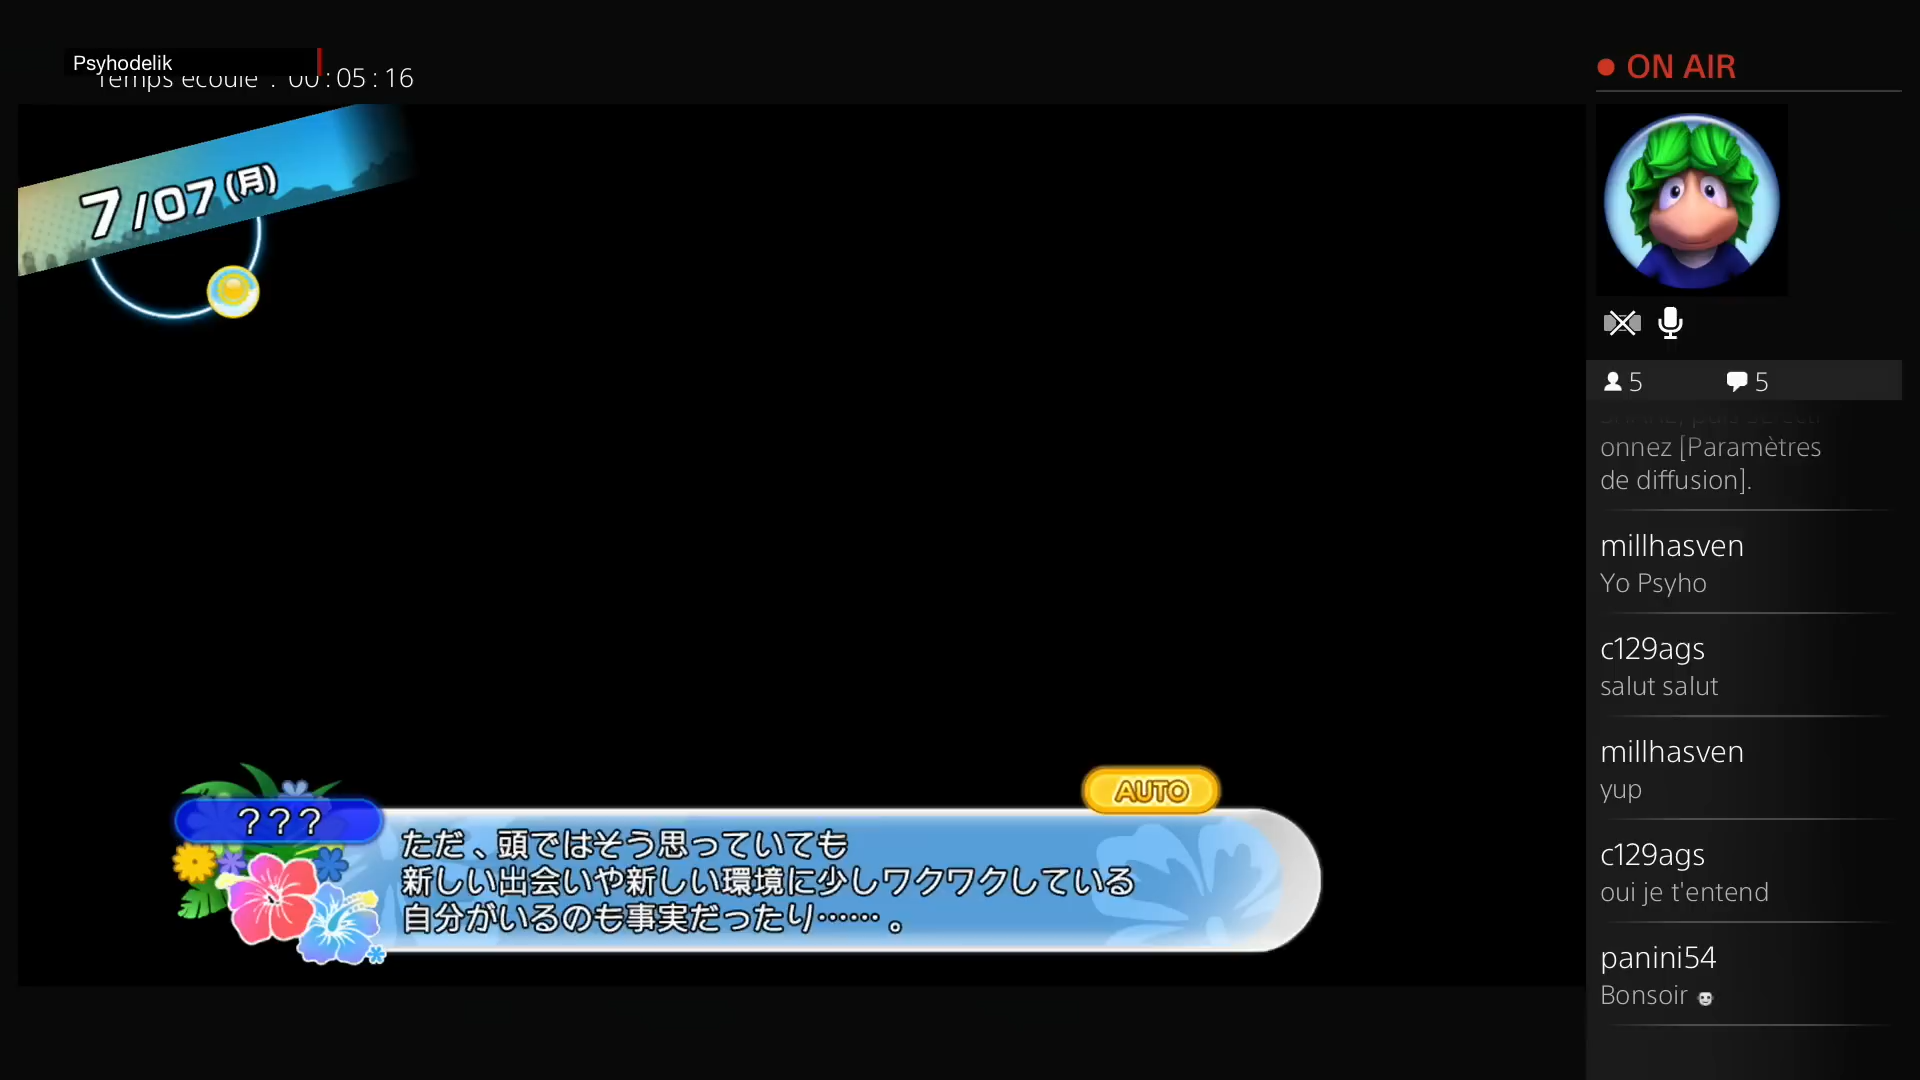 Psyhodelik
Temps écoulé : 00:05:16
ON AIR
7/07(月)
5
5
onnez [Paramètres
de diffusion].
millhasven
Yo Psyho
c129ags
salut salut
millhasven
yup
c129ags
oui je t'entend
panini54
Bonsoir
AUTO
???
ただ、頭ではそう思っていても
新しい出会いや新しい環境に少しワクワクしている
自分がいるのも事実だったり……。